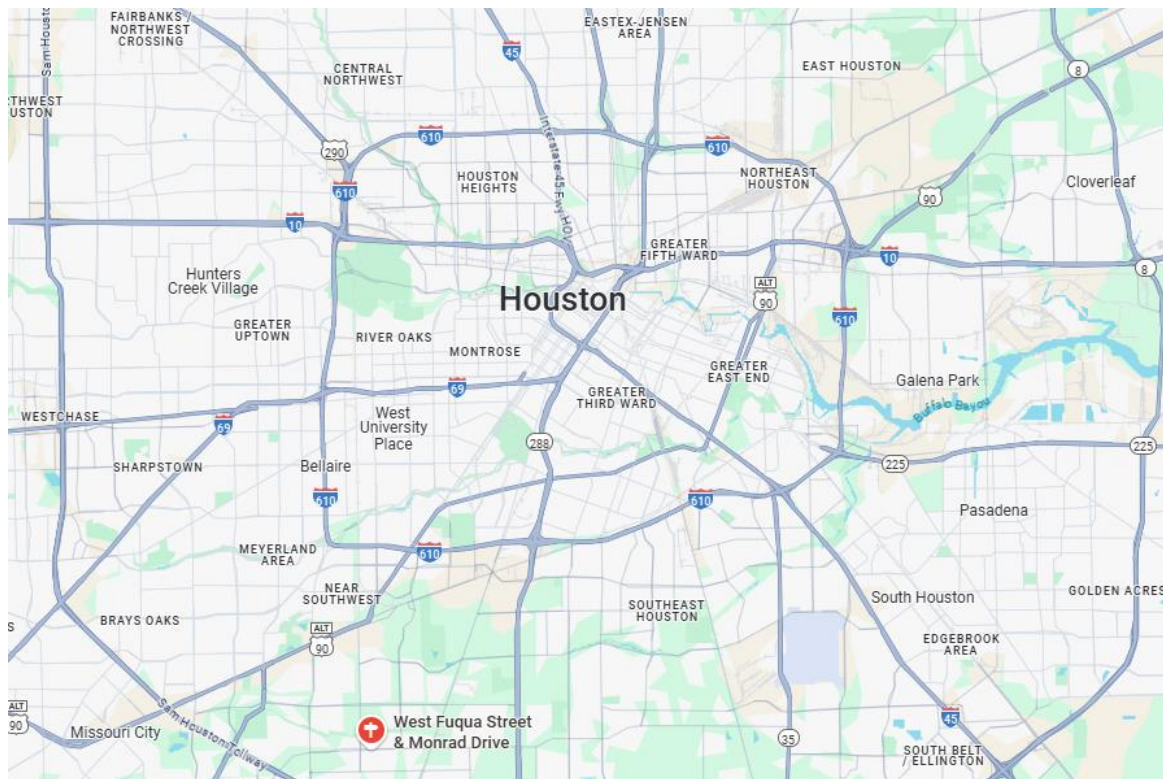 FAIRBANKS /
NORTHWEST
CROSSING
EASTEX-JENSEN
AREA
45
Sam Houston
CENTRAL
NORTHWEST
EAST HOUSTON
8
RTHWEST
USTON
Interstate 45 Fwy HOV
610
290
610
610
HOUSTON
HEIGHTS
NORTHEAST
HOUSTON
Cloverleaf
90
10
GREATER
FIFTH WARD
10
8
Hunters
Creek Village
Houston
ALT
90
610
GREATER
UPTOWN
RIVER OAKS
MONTROSE
GREATER
EAST END
Galena Park
69
GREATER
THIRD WARD
Buffalo Bayou
WESTCHASE
69
West
University
Place
288
225
225
SHARPSTOWN
Bellaire
610
610
Pasadena
MEYERLAND
AREA
610
NEAR
SOUTHWEST
SOUTHEAST
HOUSTON
South Houston
GOLDEN ACRES
s
BRAYS OAKS
ALT
90
EDGEBROOK
AREA
ALT
90
Missouri City
Sam Houston Tollway
West Fuqua Street
& Monrad Drive
35
45
SOUTH BELT
/ ELLINGTON